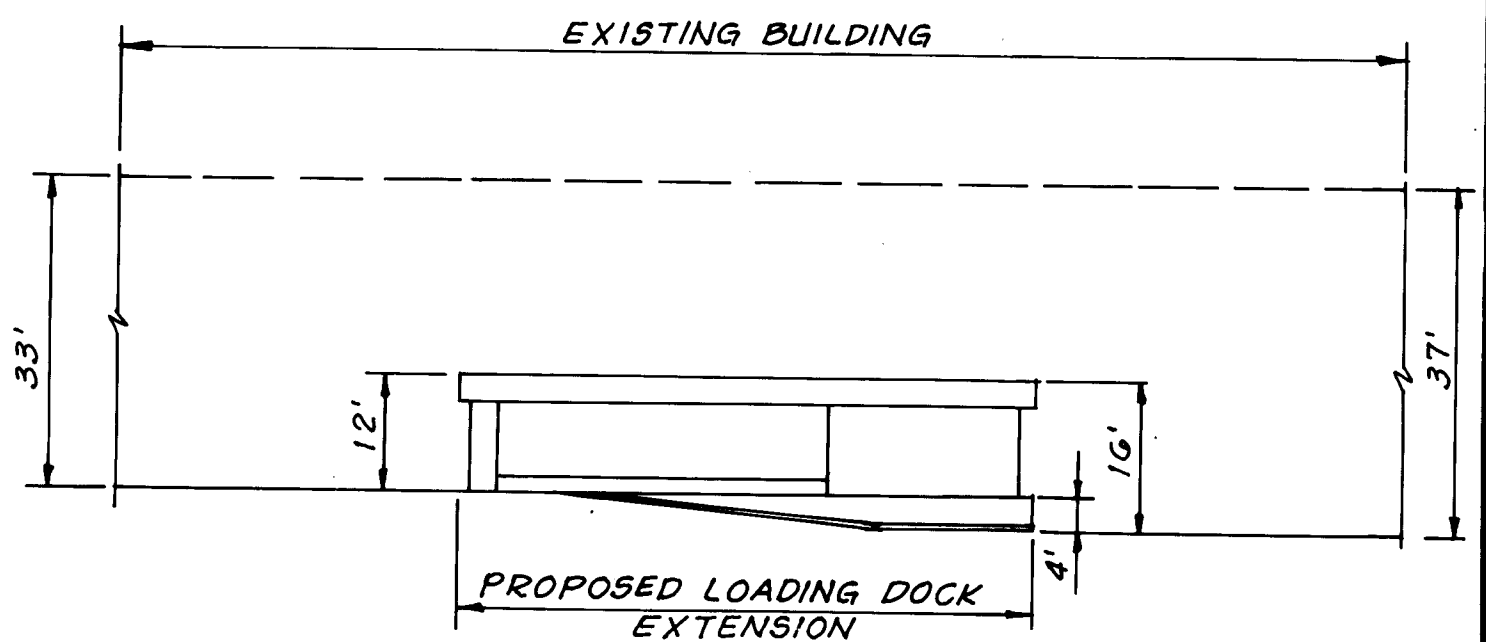 EXISTING BUILDING
33'
12'
16'
37'
4'
PROPOSED LOADING DOCK
EXTENSION